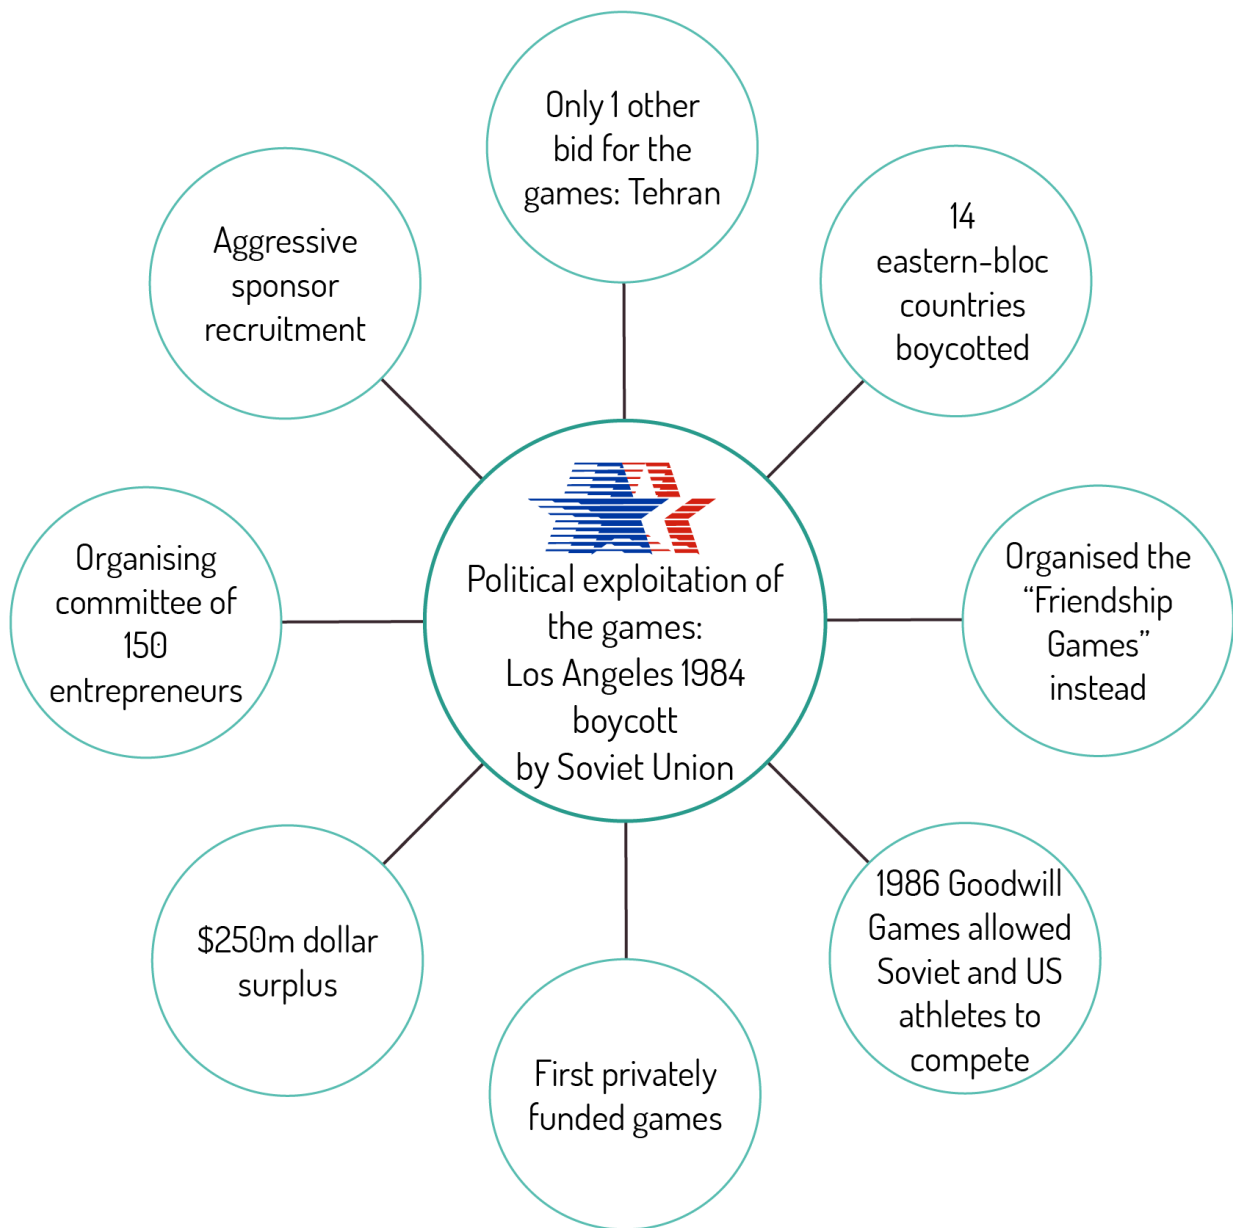 Only 1 other
bid for the
games: Tehran
14
eastern-bloc
countries
boycotted
Organised the
“Friendship
Games”
instead
1986 Goodwill
Games allowed
Soviet and US
athletes to
compete
First privately
funded games
$250m dollar
surplus
Organising
committee of
150
entrepreneurs
Aggressive
sponsor
recruitment
Political exploitation of
the games:
Los Angeles 1984
boycott
by Soviet Union